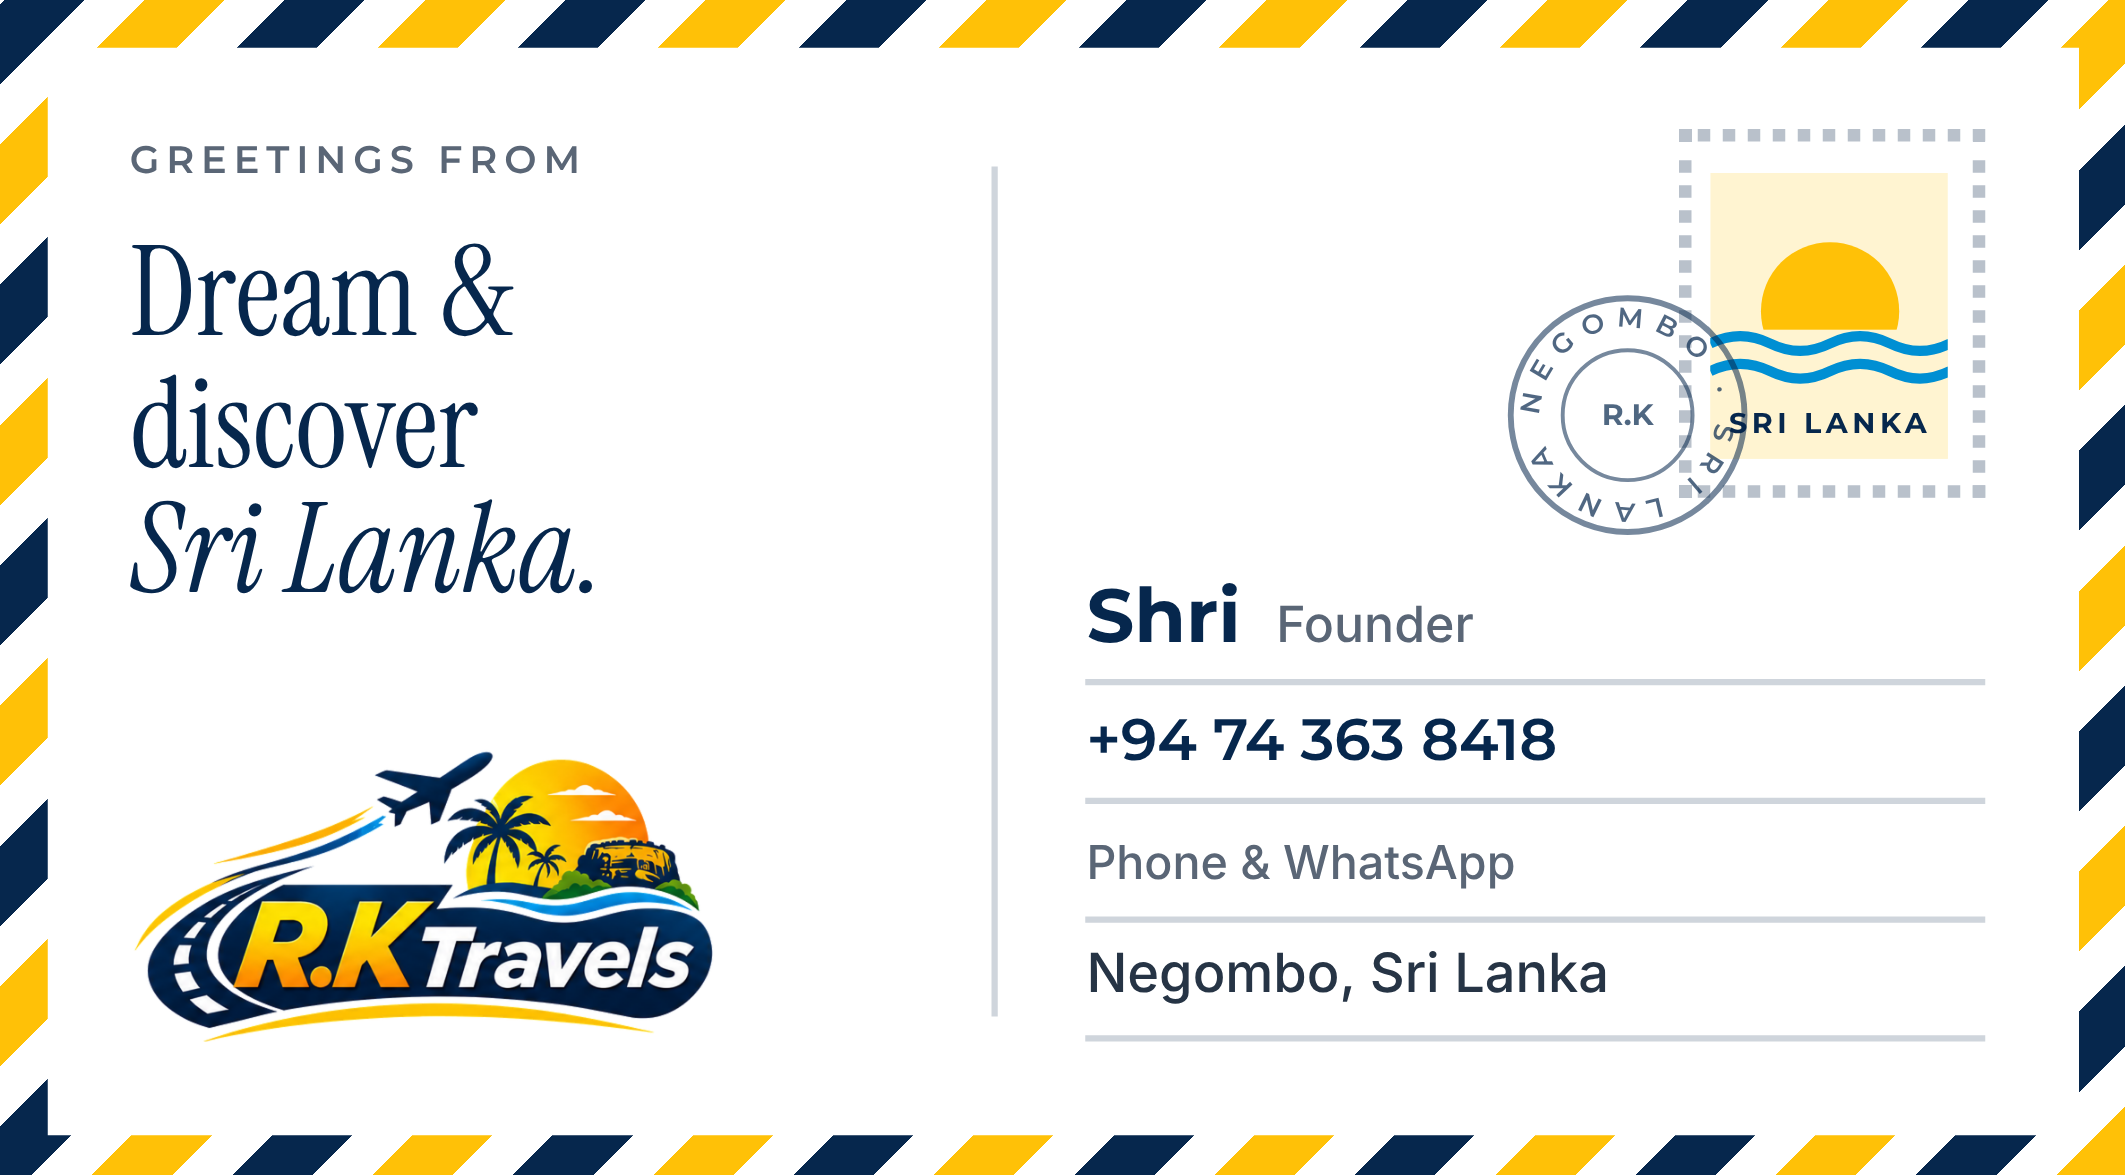 GREETINGS FROM
Dream &
discover
Sri Lanka.
R.K Travels
NEGOMBO · SRI LANKA
R.K
SRI LANKA
Shri Founder
+94 74 363 8418
Phone & WhatsApp
Negombo, Sri Lanka